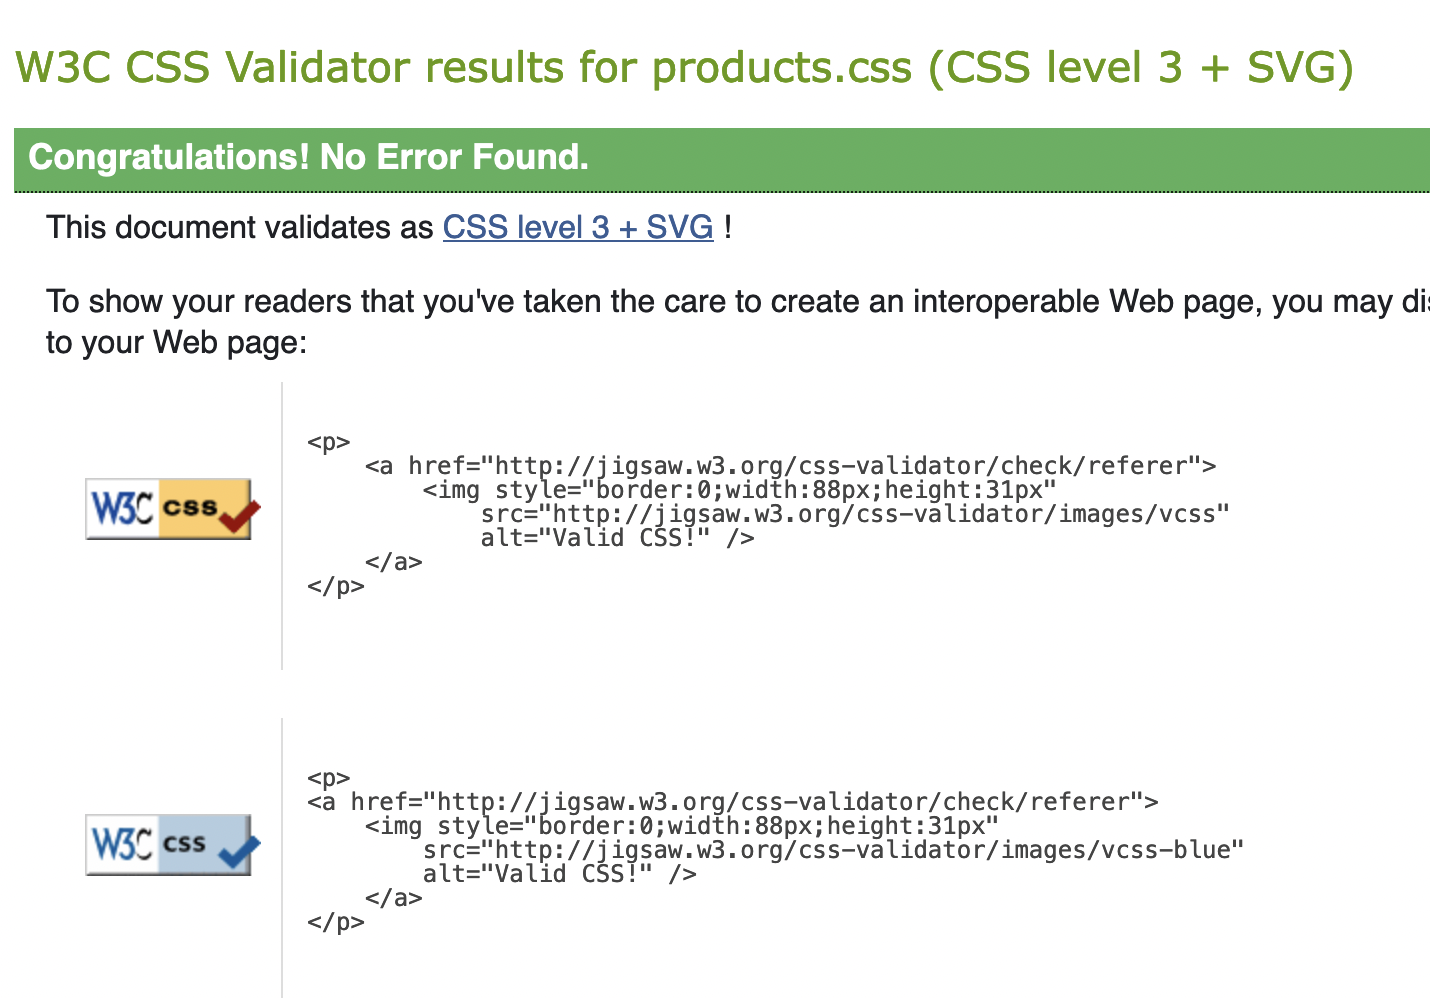 W3C CSS Validator results for products.css (CSS level 3 + SVG)
Congratulations! No Error Found.
This document validates as CSS level 3 + SVG !
To show your readers that you've taken the care to create an interoperable Web page, you may
to your Web page:
<p>
    <a href="http://jigsaw.w3.org/css-validator/check/referer">
        <img style="border:0;width:88px;height:31px"
            src="http://jigsaw.w3.org/css-validator/images/vcss"
            alt="Valid CSS!" />
    </a>
</p>
W3C css
<p>
<a href="http://jigsaw.w3.org/css-validator/check/referer">
    <img style="border:0;width:88px;height:31px"
        src="http://jigsaw.w3.org/css-validator/images/vcss-blue"
        alt="Valid CSS!" />
    </a>
</p>
W3C css